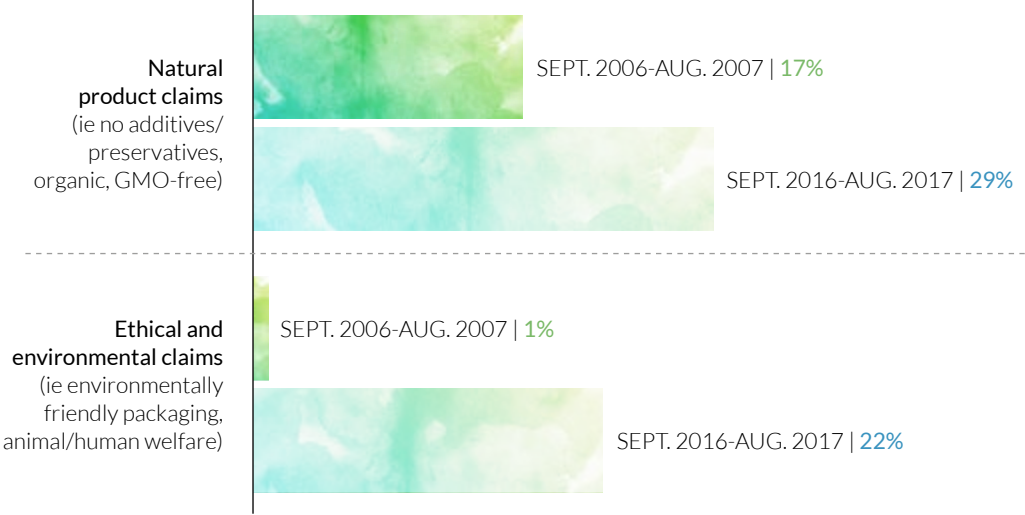 Natural
product claims
(ie no additives/
preservatives,
organic, GMO-free)
SEPT. 2006-AUG. 2007 | 17%
SEPT. 2016-AUG. 2017 | 29%
Ethical and
environmental claims
(ie environmentally
friendly packaging,
animal/human welfare)
SEPT. 2006-AUG. 2007 | 1%
SEPT. 2016-AUG. 2017 | 22%